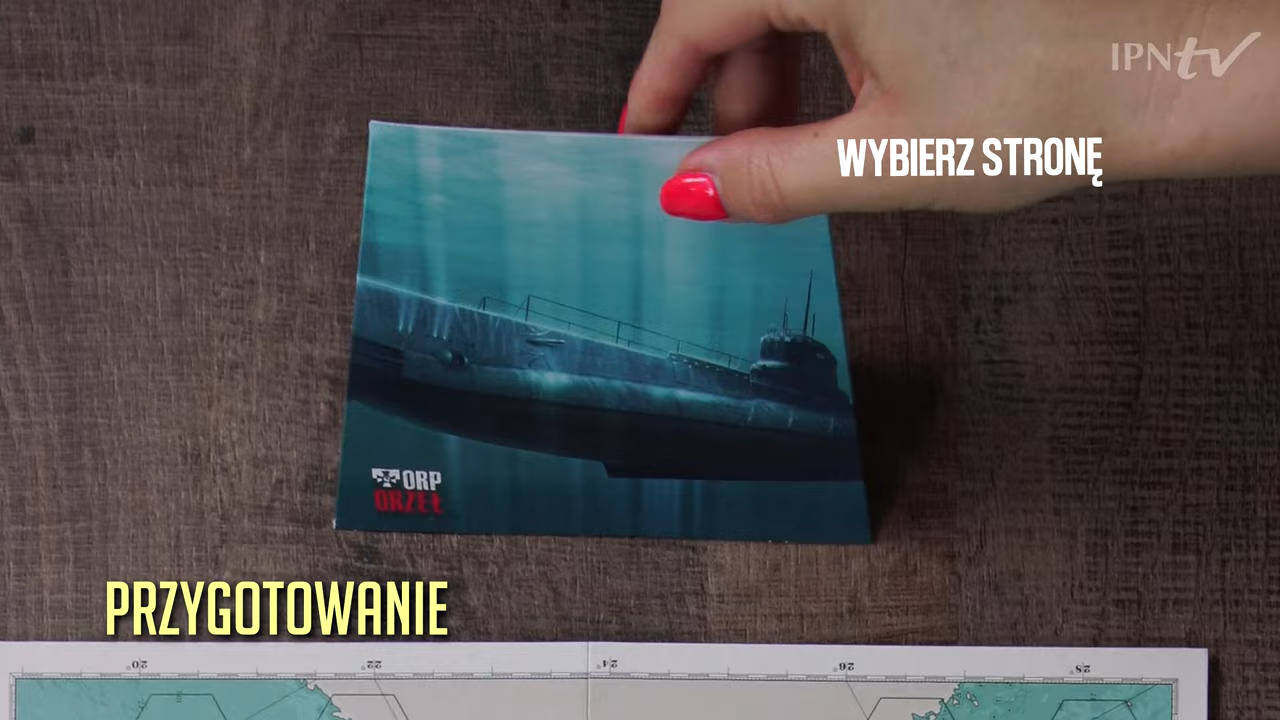 IPNtv
WYBIERZ STRONĘ
ORP
ORZEŁ
PRZYGOTOWANIE
20° 22° 24° 26° 28°